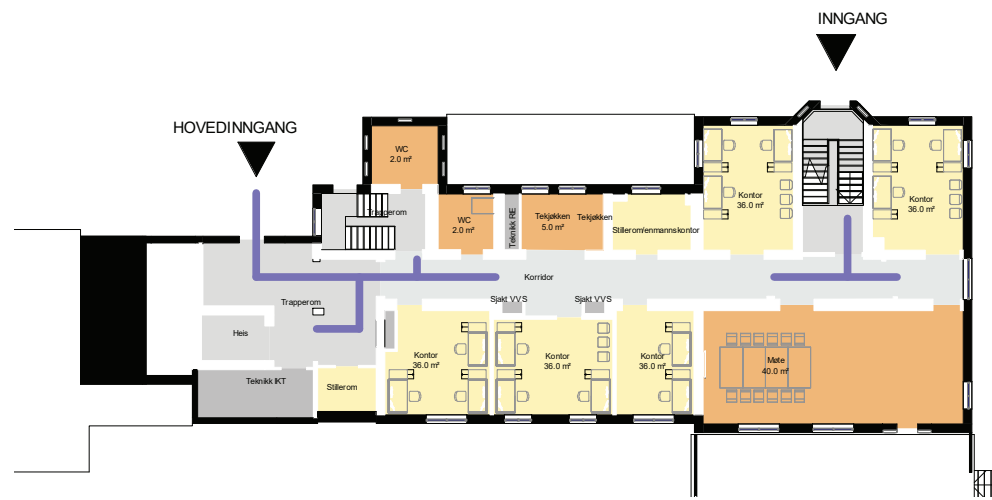 INNGANG
HOVEDINNGANG
WC
2.0 m²
Trapperom
WC
2.0 m²
Teknikk RE
Tekjøkken
5.0 m²
Tekjøkken
Stillerom/enmannskontor
Kontor
36.0 m²
Kontor
36.0 m²
Korridor
Trapperom
Sjakt VVS
Sjakt VVS
Heis
Teknikk IKT
Stillerom
Kontor
36.0 m²
Kontor
36.0 m²
Kontor
36.0 m²
Møte
40.0 m²